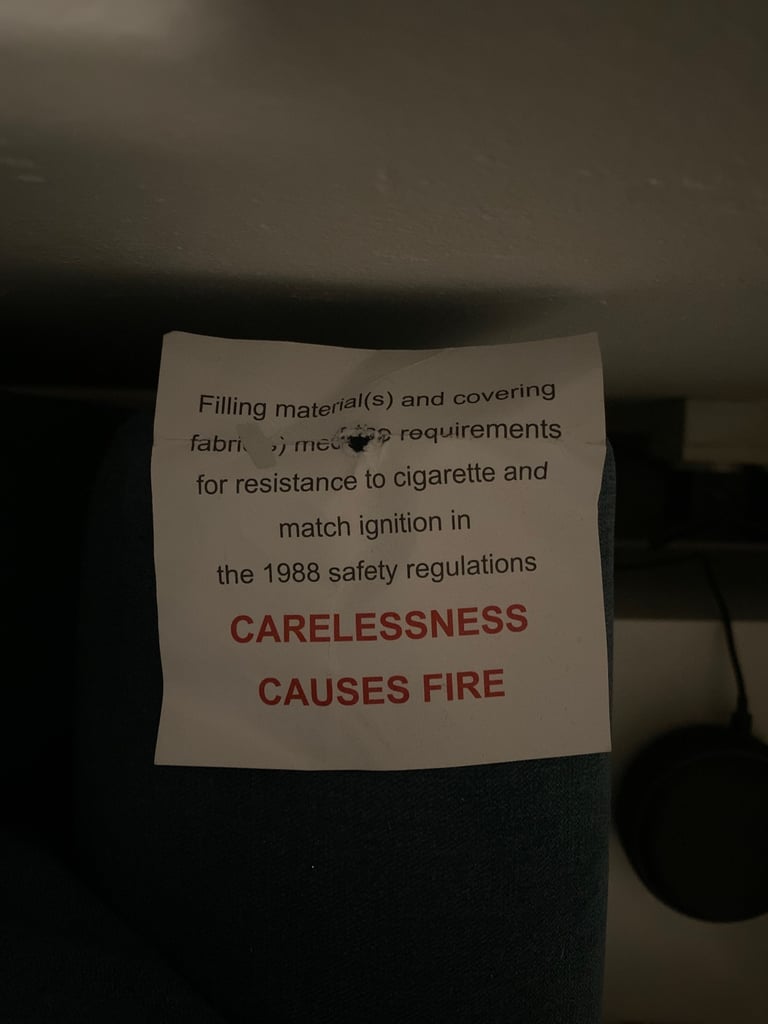 Filling material(s) and covering
requirements
for resistance to cigarette and
match ignition in
the 1988 safety regulations
CARELESSNESS
CAUSES FIRE